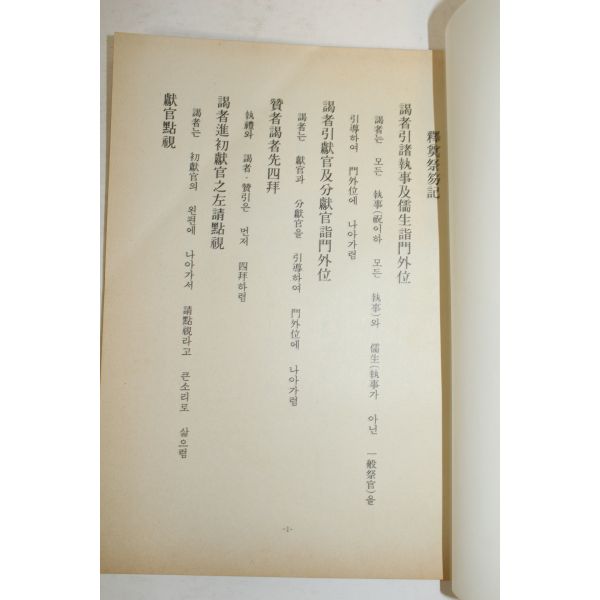 釋奠祭笏記
謁者引諸執事及儒生詣門外位
謁者는 모든 執事(祝이하 모든 執事)와 儒生(執事가 아닌 一般祭官)을
引導하여 門外位에 나아가렴
謁者引獻官及分獻官詣門外位
謁者는 獻官과 分獻官을 引導하여 門外位에 나아가렴
贊者謁者先四拜
執禮와 謁者·贊引은 먼저 四拜하렴
謁者進初獻官之左請點視
謁者는 初獻官의 왼편에 나아가서 請點視라고 큰소리로 삶으렴
獻官點視
-1-